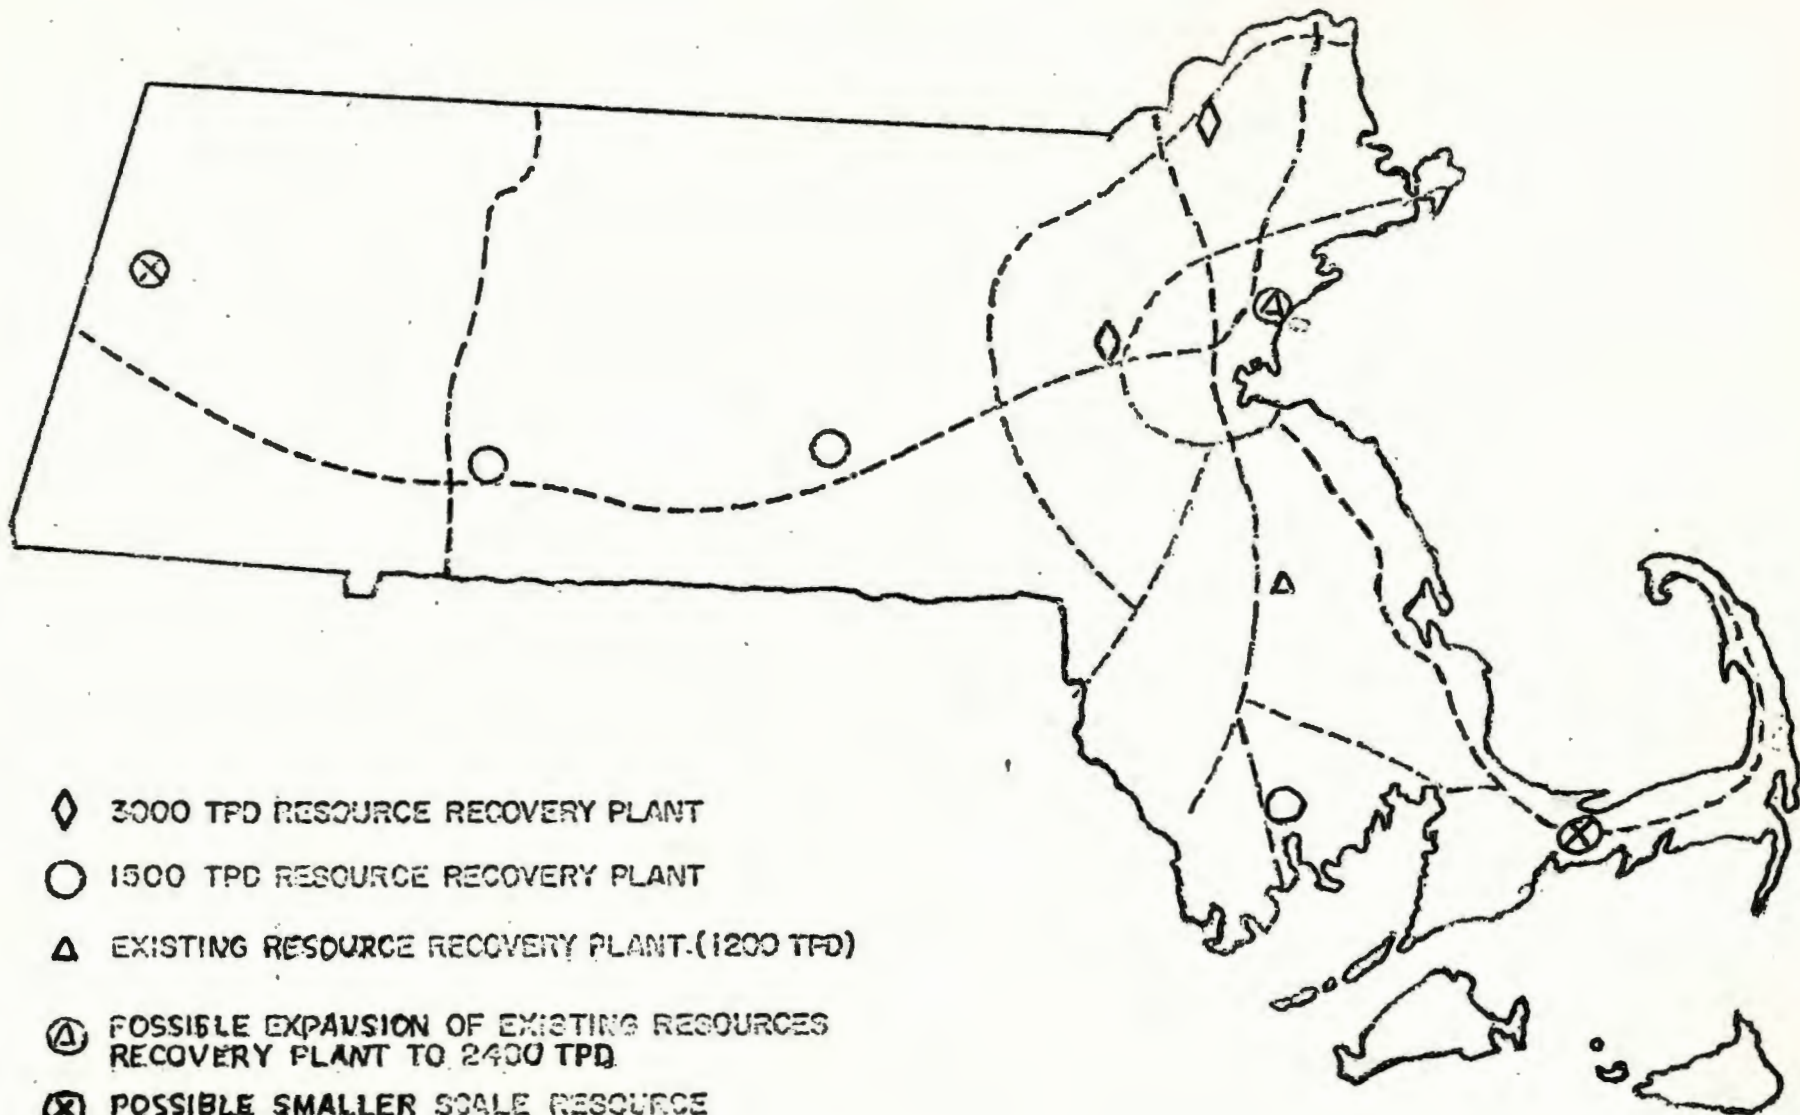 3000 TPD RESOURCE RECOVERY PLANT
1500 TPD RESOURCE RECOVERY PLANT
EXISTING RESOURCE RECOVERY PLANT.(1200 TPD)
POSSIBLE EXPANSION OF EXISTING RESOURCES
RECOVERY PLANT TO 2400 TPD
POSSIBLE SMALLER SCALE RESOURCE